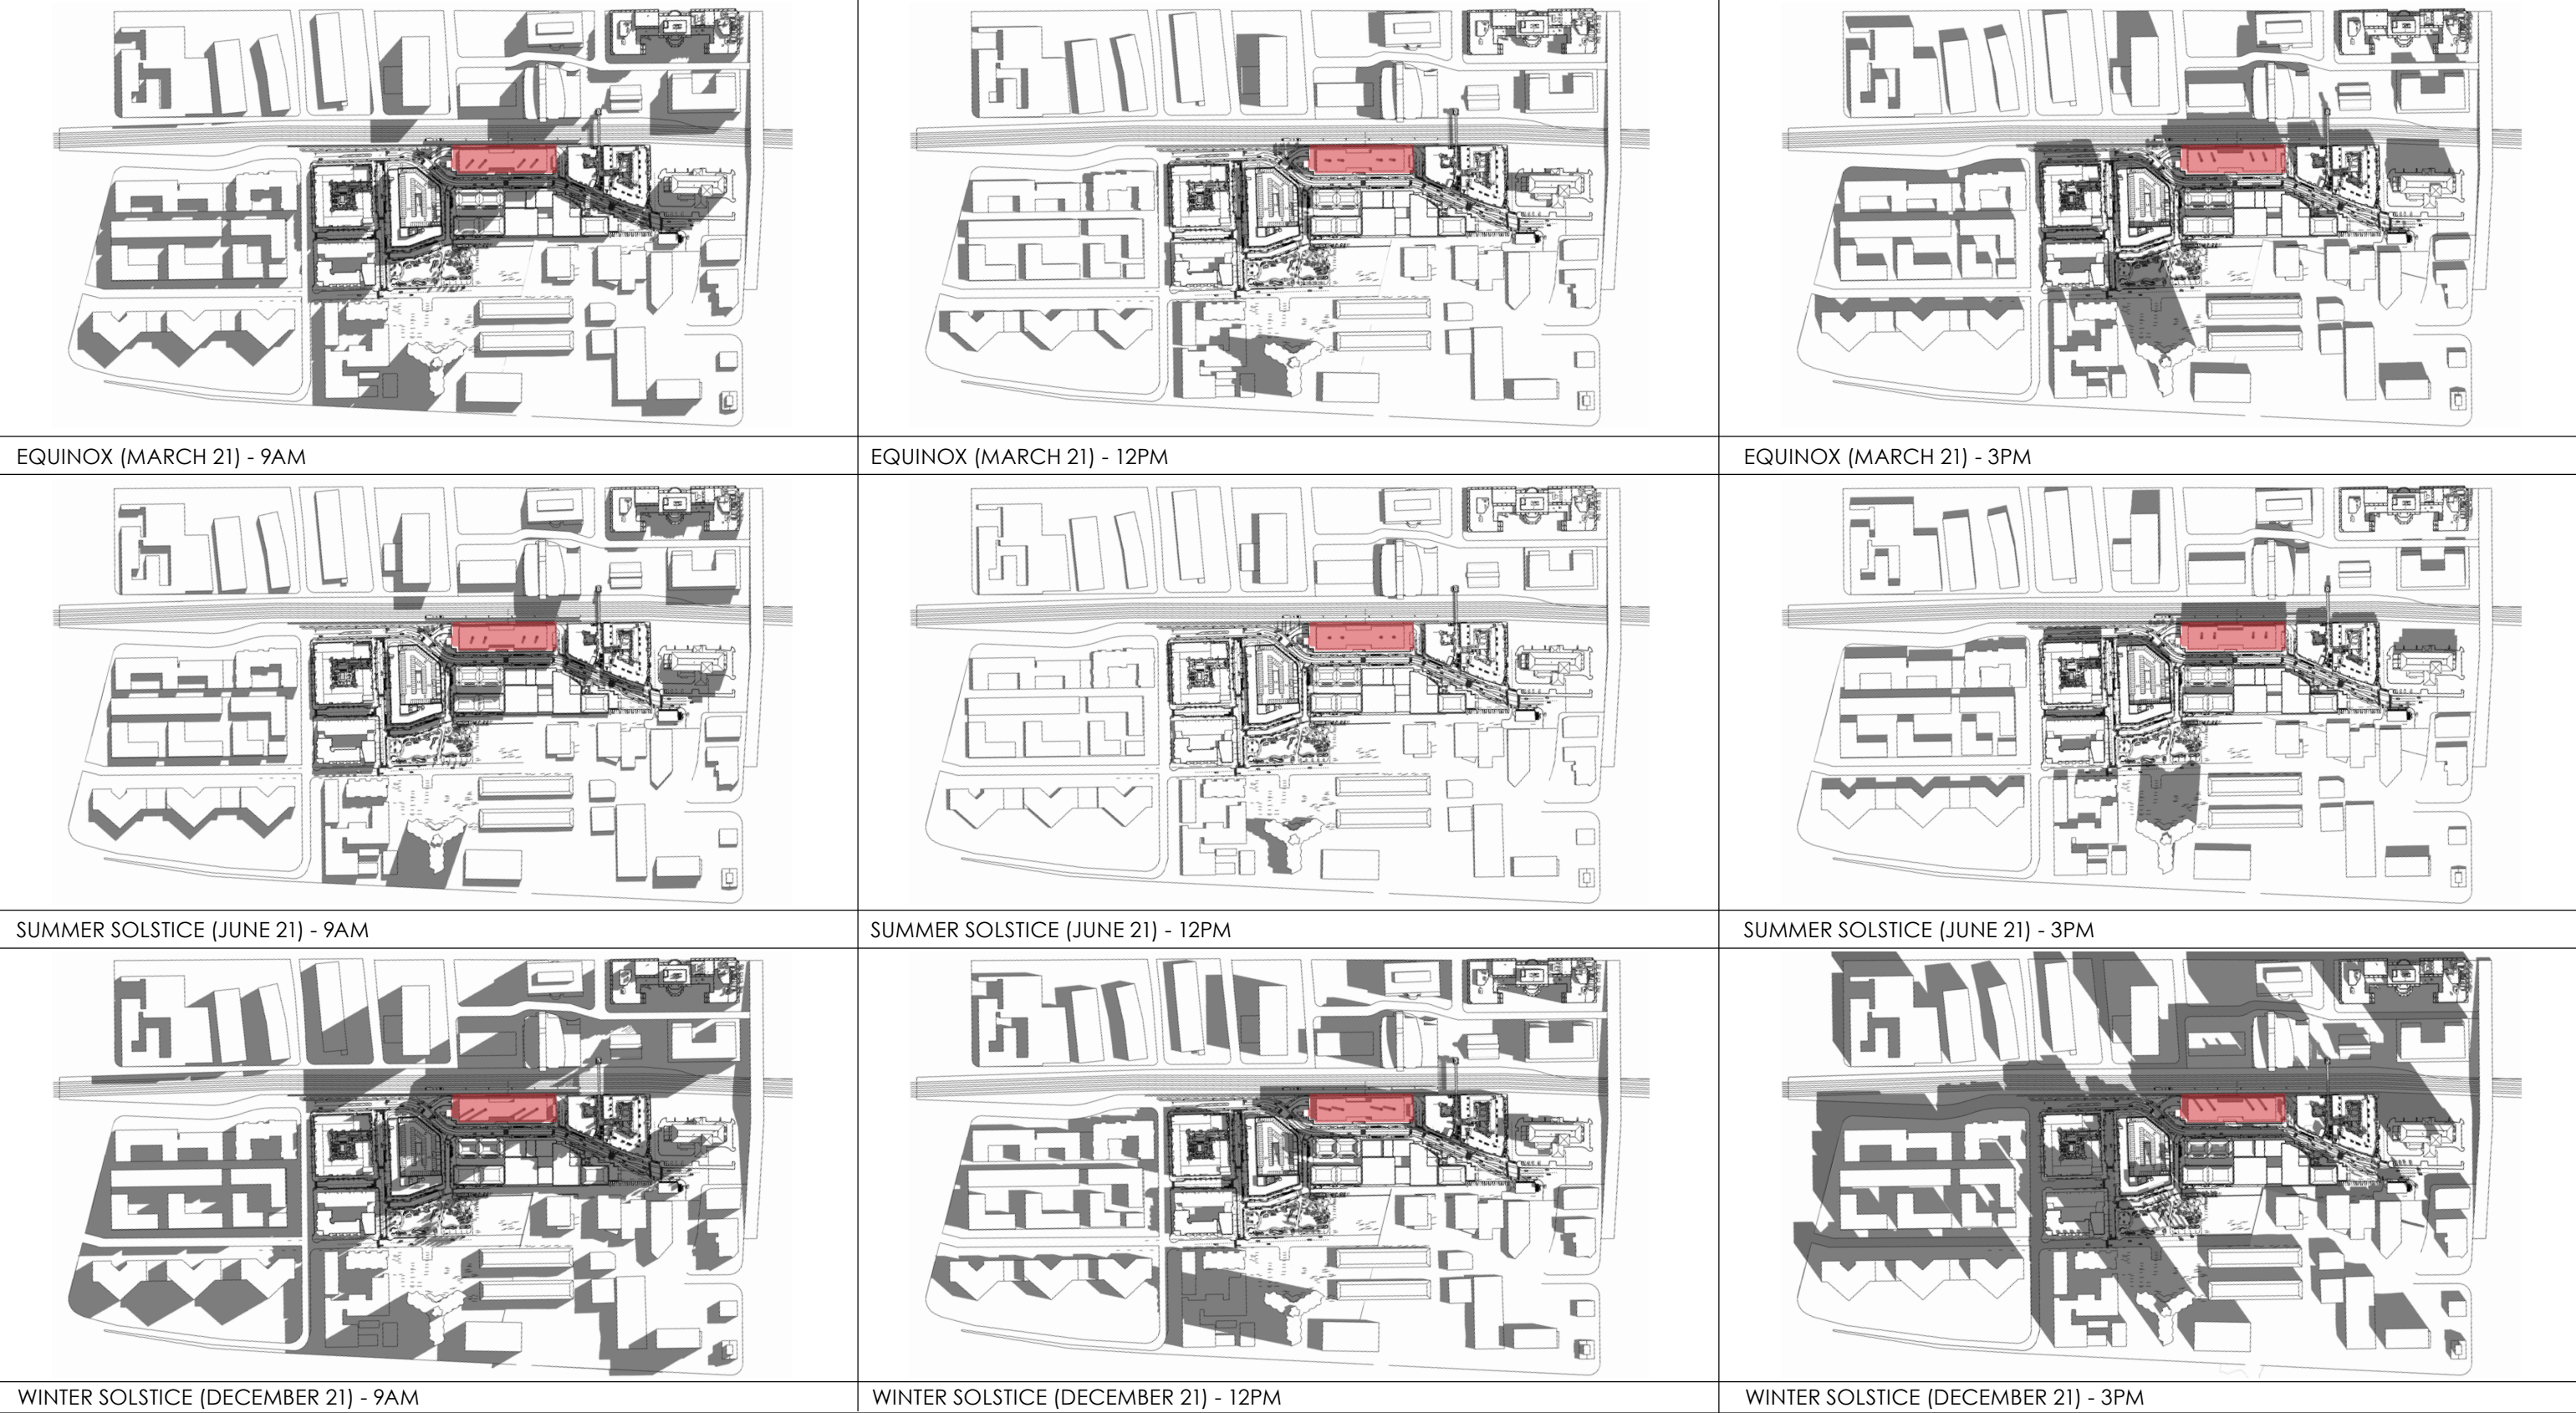 EQUINOX (MARCH 21) - 9AM
EQUINOX (MARCH 21) - 12PM
EQUINOX (MARCH 21) - 3PM
SUMMER SOLSTICE (JUNE 21) - 9AM
SUMMER SOLSTICE (JUNE 21) - 12PM
SUMMER SOLSTICE (JUNE 21) - 3PM
WINTER SOLSTICE (DECEMBER 21) - 9AM
WINTER SOLSTICE (DECEMBER 21) - 12PM
WINTER SOLSTICE (DECEMBER 21) - 3PM